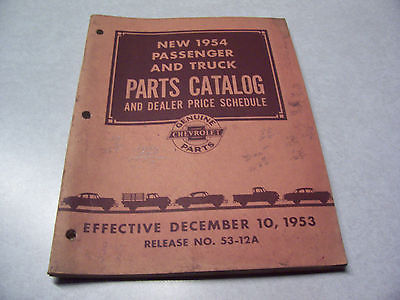 NEW 1954
PASSENGER
AND TRUCK
PARTS CATALOG
AND DEALER PRICE SCHEDULE
GENUINE
CHEVROLET
PARTS
EFFECTIVE DECEMBER 10, 1953
RELEASE NO. 53-12A